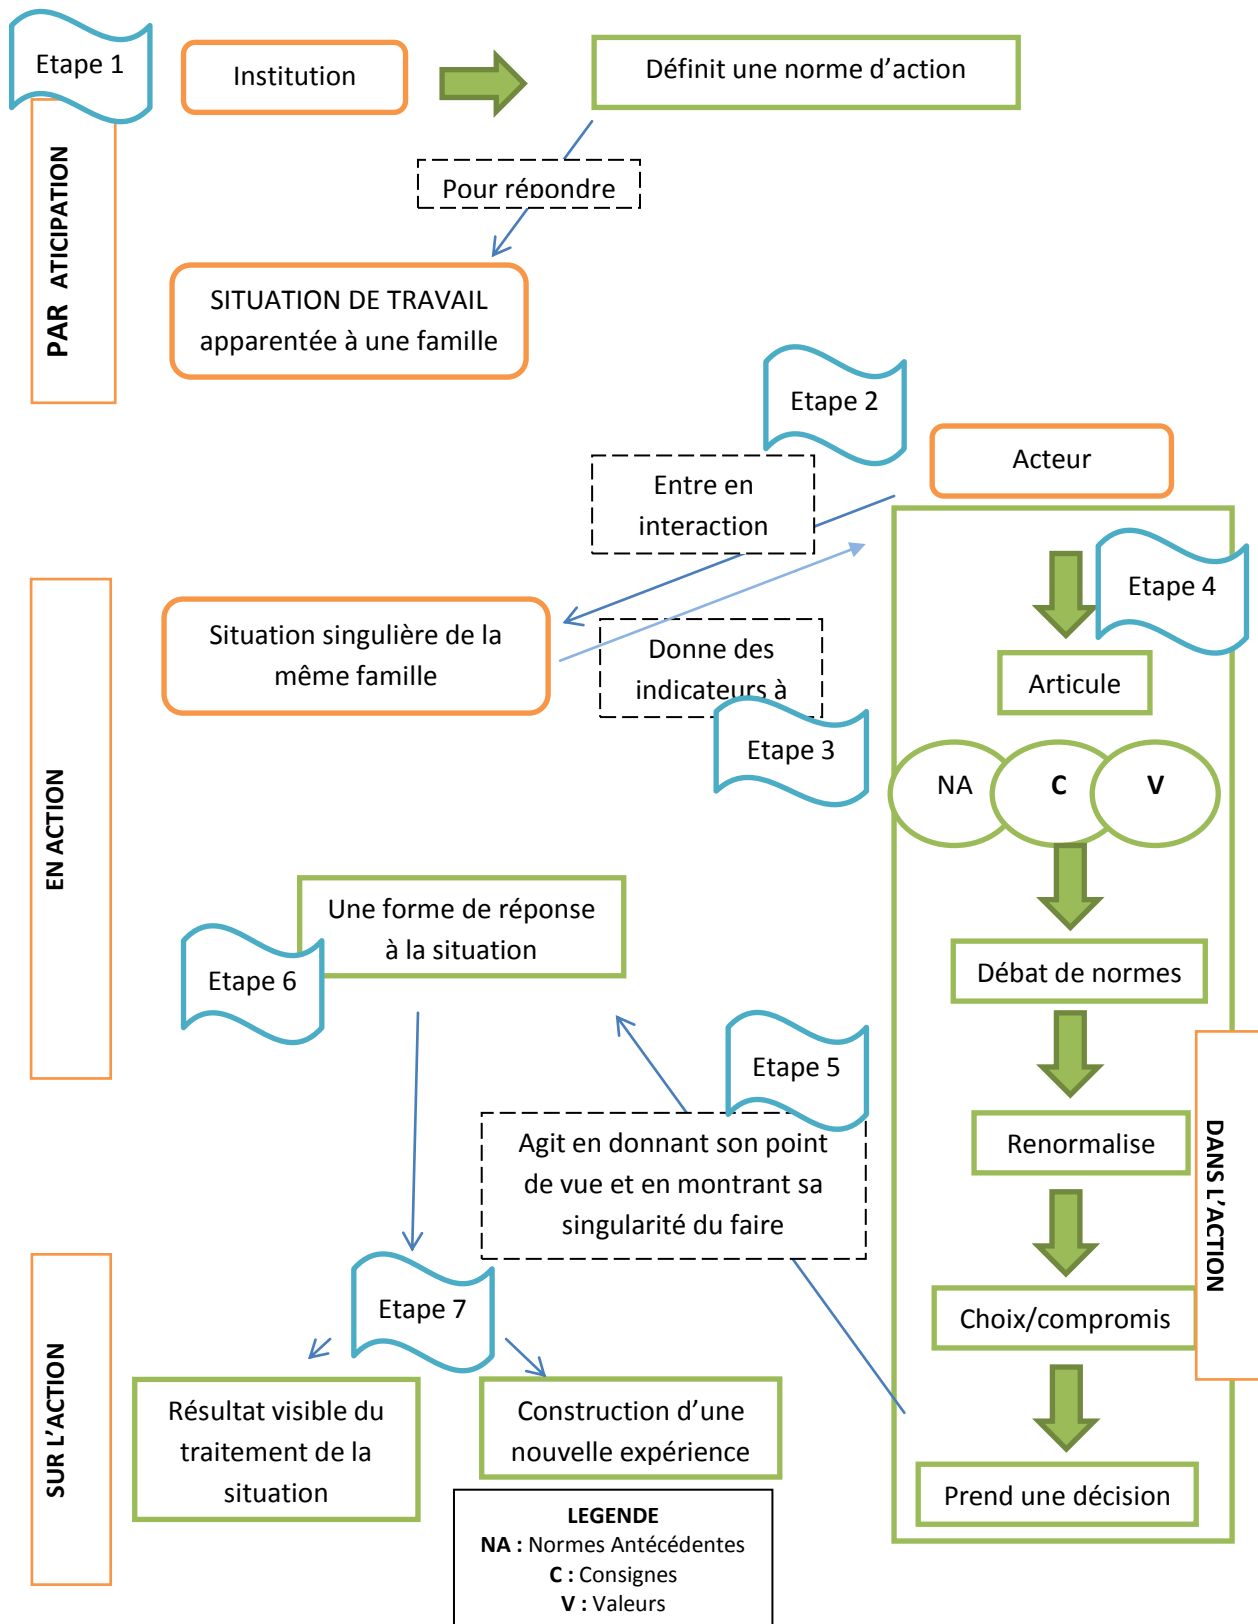 Etape 1
Institution
Définit une norme d’action
PAR ATICIPATION
Pour répondre
SITUATION DE TRAVAIL
apparentée à une famille
Etape 2
Acteur
Entre en
interaction
Etape 4
EN ACTION
Situation singulière de la
même famille
Donne des
indicateurs à
Articule
Etape 3
NA
C
V
Une forme de réponse
à la situation
Etape 6
Débat de normes
Etape 5
Agit en donnant son point
de vue et en montrant sa
singularité du faire
Renormalise
DANS L’ACTION
SUR L’ACTION
Etape 7
Choix/compromis
Résultat visible du
traitement de la
situation
Construction d’une
nouvelle expérience
Prend une décision
LEGENDE
NA : Normes Antécédentes
C : Consignes
V : Valeurs